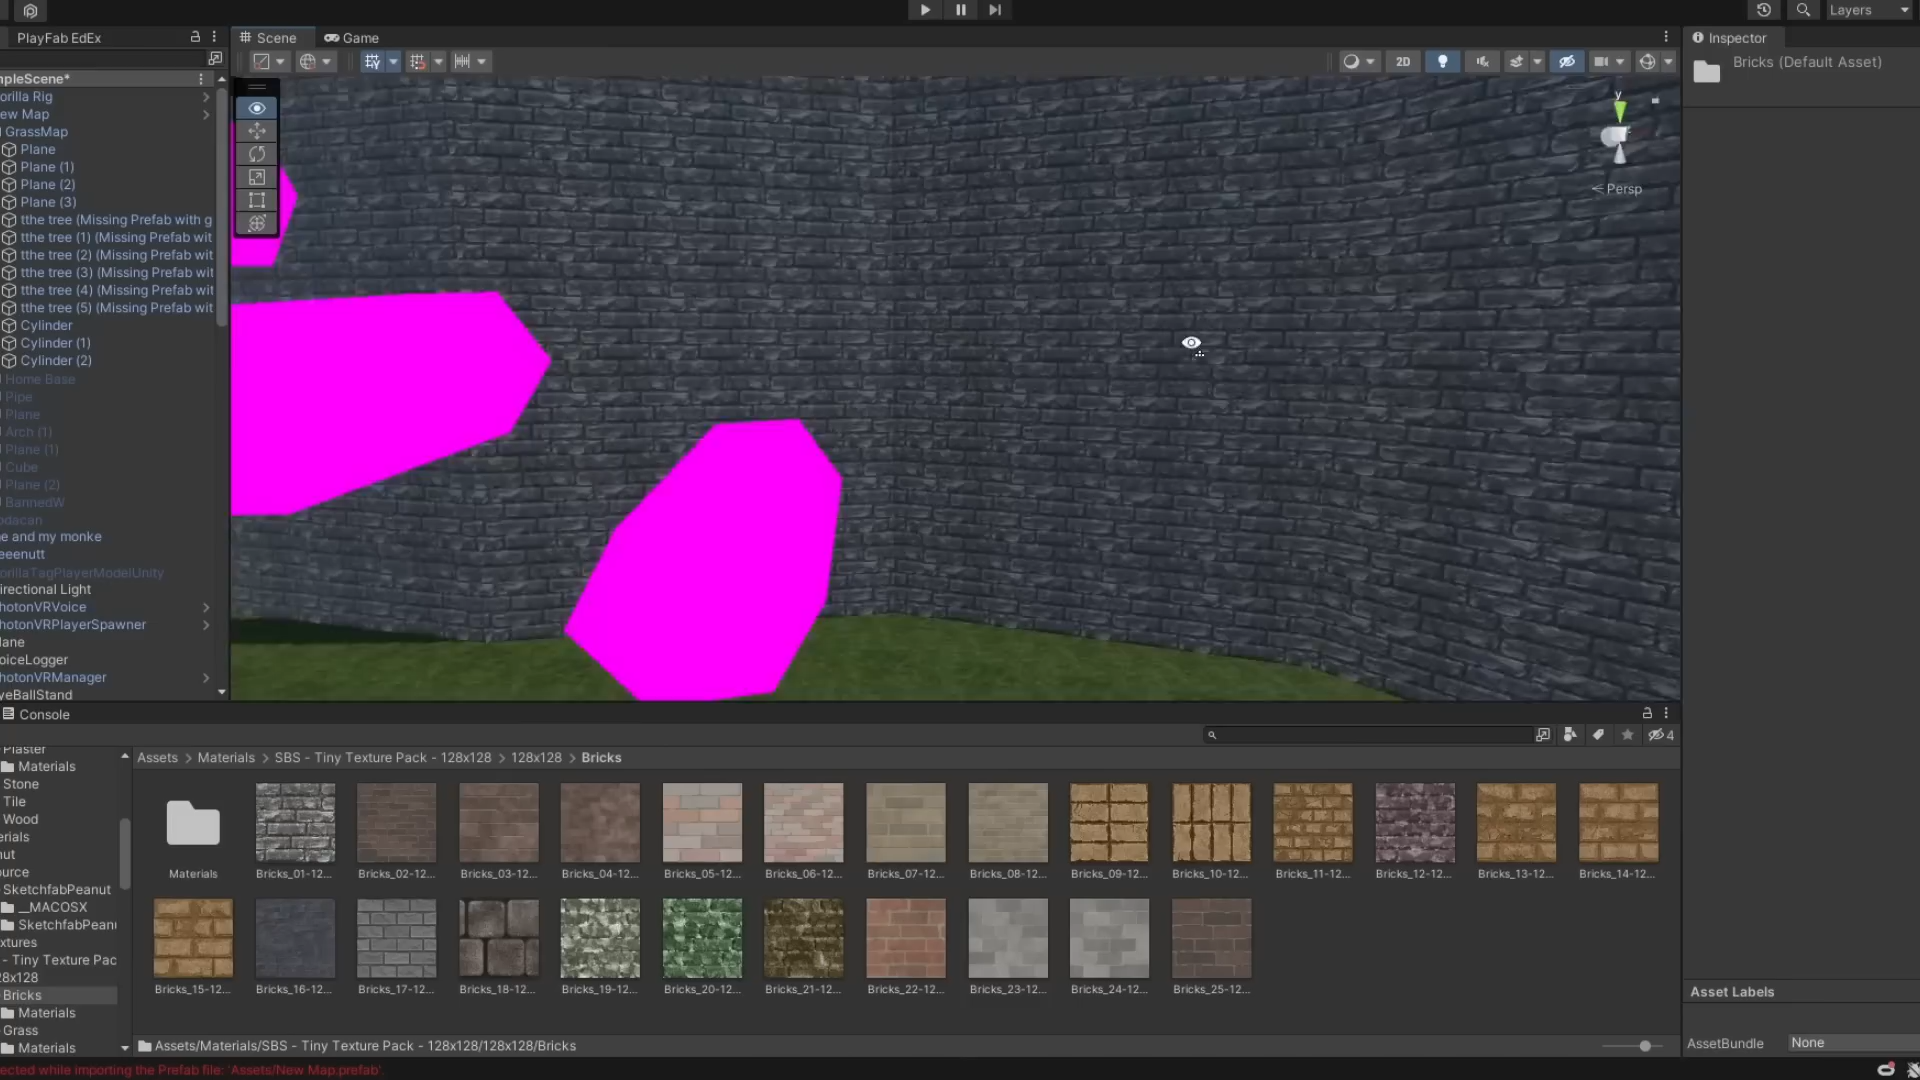 Layers
PlayFab EdEx
Scene
Game
Inspector
2D
Bricks (Default Asset)
mpleScene*
orilla Rig
ew Map
GrassMap
Plane
Plane (1)
Plane (2)
Plane (3)
tthe tree (Missing Prefab with g
tthe tree (1) (Missing Prefab wit
tthe tree (2) (Missing Prefab wit
tthe tree (3) (Missing Prefab wit
tthe tree (4) (Missing Prefab wit
tthe tree (5) (Missing Prefab wit
Cylinder
Cylinder (1)
Cylinder (2)
Home Base
Pipe
Plane
Arch (1)
Plane (1)
Cube
Plane (2)
BannedW
odacan
e and my monke
eeenutt
orillaTagPlayerModelUnity
irectional Light
hotonVRVoice
hotonVRPlayerSpawner
lane
oiceLogger
hotonVRManager
yeBallStand
y
< Persp
Console
4
Plaster
Materials
Stone
Tile
Wood
erials
nut
ource
SketchfabPeanut
__MACOSX
SketchfabPeanu
xtures
- Tiny Texture Pac
28x128
Bricks
Materials
Grass
Materials
Assets > Materials > SBS - Tiny Texture Pack - 128x128 > 128x128 > Bricks
Materials
Bricks_01-12...
Bricks_02-12...
Bricks_03-12...
Bricks_04-12...
Bricks_05-12...
Bricks_06-12...
Bricks_07-12...
Bricks_08-12...
Bricks_09-12...
Bricks_10-12...
Bricks_11-12...
Bricks_12-12...
Bricks_13-12...
Bricks_14-12...
Bricks_15-12...
Bricks_16-12...
Bricks_17-12...
Bricks_18-12...
Bricks_19-12...
Bricks_20-12...
Bricks_21-12...
Bricks_22-12...
Bricks_23-12...
Bricks_24-12...
Bricks_25-12...
Assets/Materials/SBS - Tiny Texture Pack - 128x128/128x128/Bricks
Asset Labels
AssetBundle
None
ected while importing the Prefab file: 'Assets/New Map.prefab'.